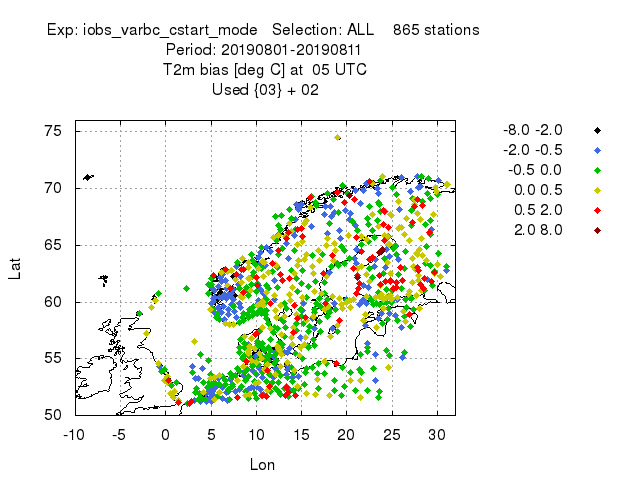 Exp: iobs_varbc_cstart_mode   Selection: ALL    865 stations
Period: 20190801-20190811
T2m bias [deg C] at  05 UTC
Used {03} + 02
75
70
65
60
55
50
Lat
-10 -5 0 5 10 15 20 25 30
Lon
-8.0 -2.0
-2.0 -0.5
-0.5 0.0
0.0 0.5
0.5 2.0
2.0 8.0